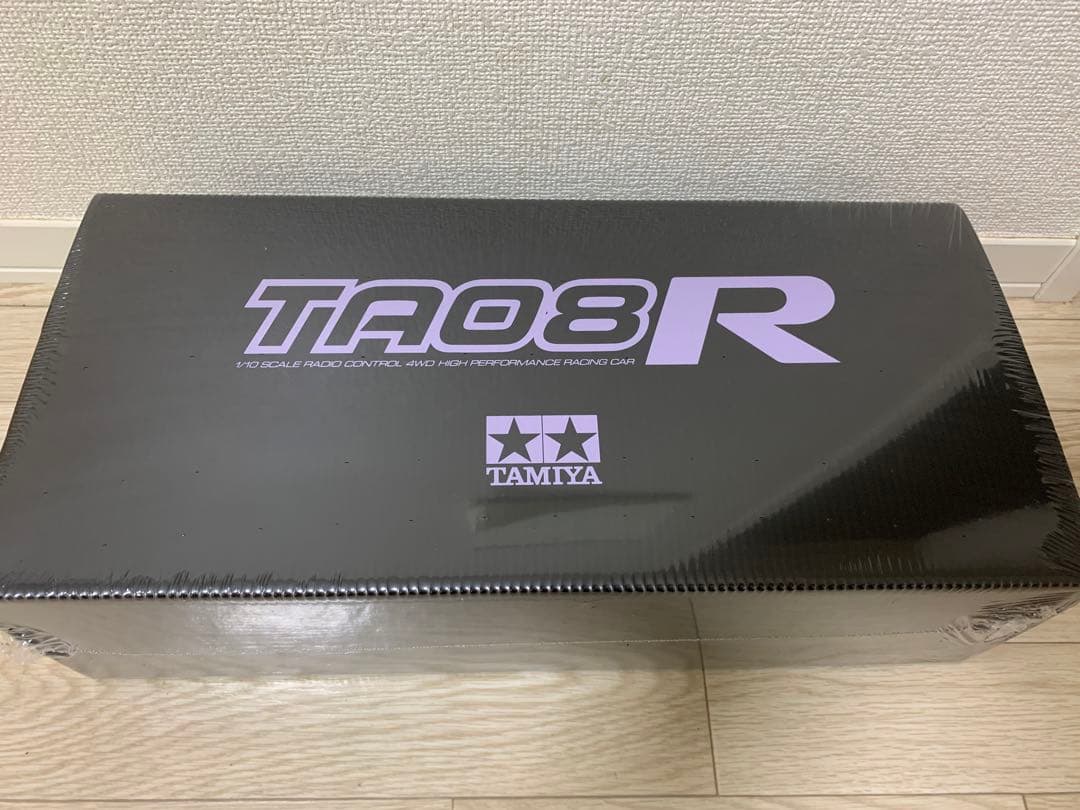 TA08R
1/10 SCALE RADIO CONTROL 4WD HIGH PERFORMANCE RACING CAR
TAMIYA